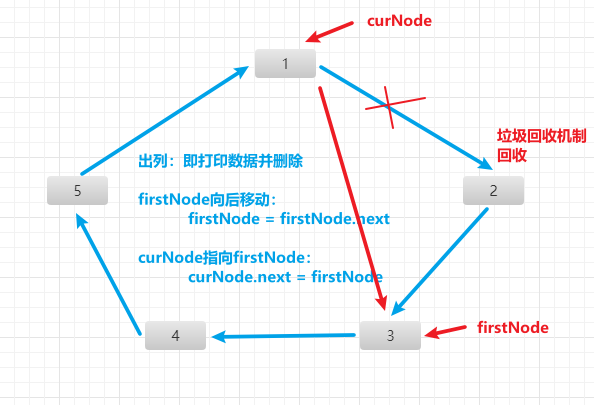 curNode
1
垃圾回收机制
回收
出列：即打印数据并删除
5
2
firstNode向后移动：
firstNode = firstNode.next
curNode指向firstNode：
curNode.next = firstNode
4
3
firstNode